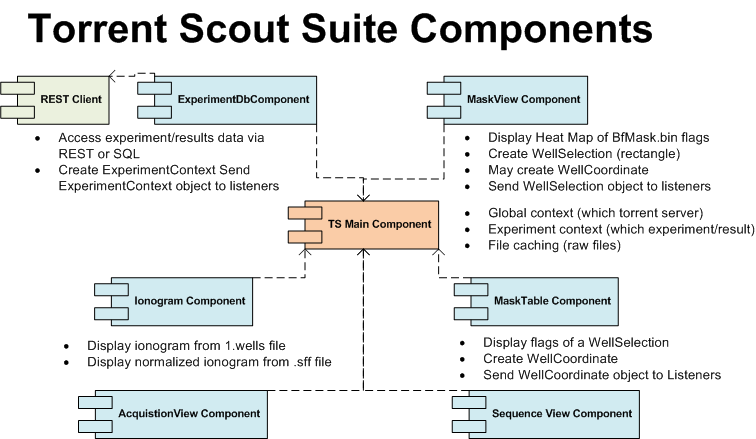 Torrent Scout Suite Components
REST Client
ExperimentDbComponent
MaskView Component
• Access experiment/results data via
REST or SQL
• Create ExperimentContext Send
ExperimentContext object to listeners
• Display Heat Map of BfMask.bin flags
• Create WellSelection (rectangle)
• May create WellCoordinate
• Send WellSelection object to listeners
TS Main Component
• Global context (which torrent server)
• Experiment context (which experiment/result)
• File caching (raw files)
Ionogram Component
MaskTable Component
• Display ionogram from 1.wells file
• Display normalized ionogram from .sff file
• Display flags of a WellSelection
• Create WellCoordinate
• Send WellCoordinate object to Listeners
AcquistionView Component
Sequence View Component